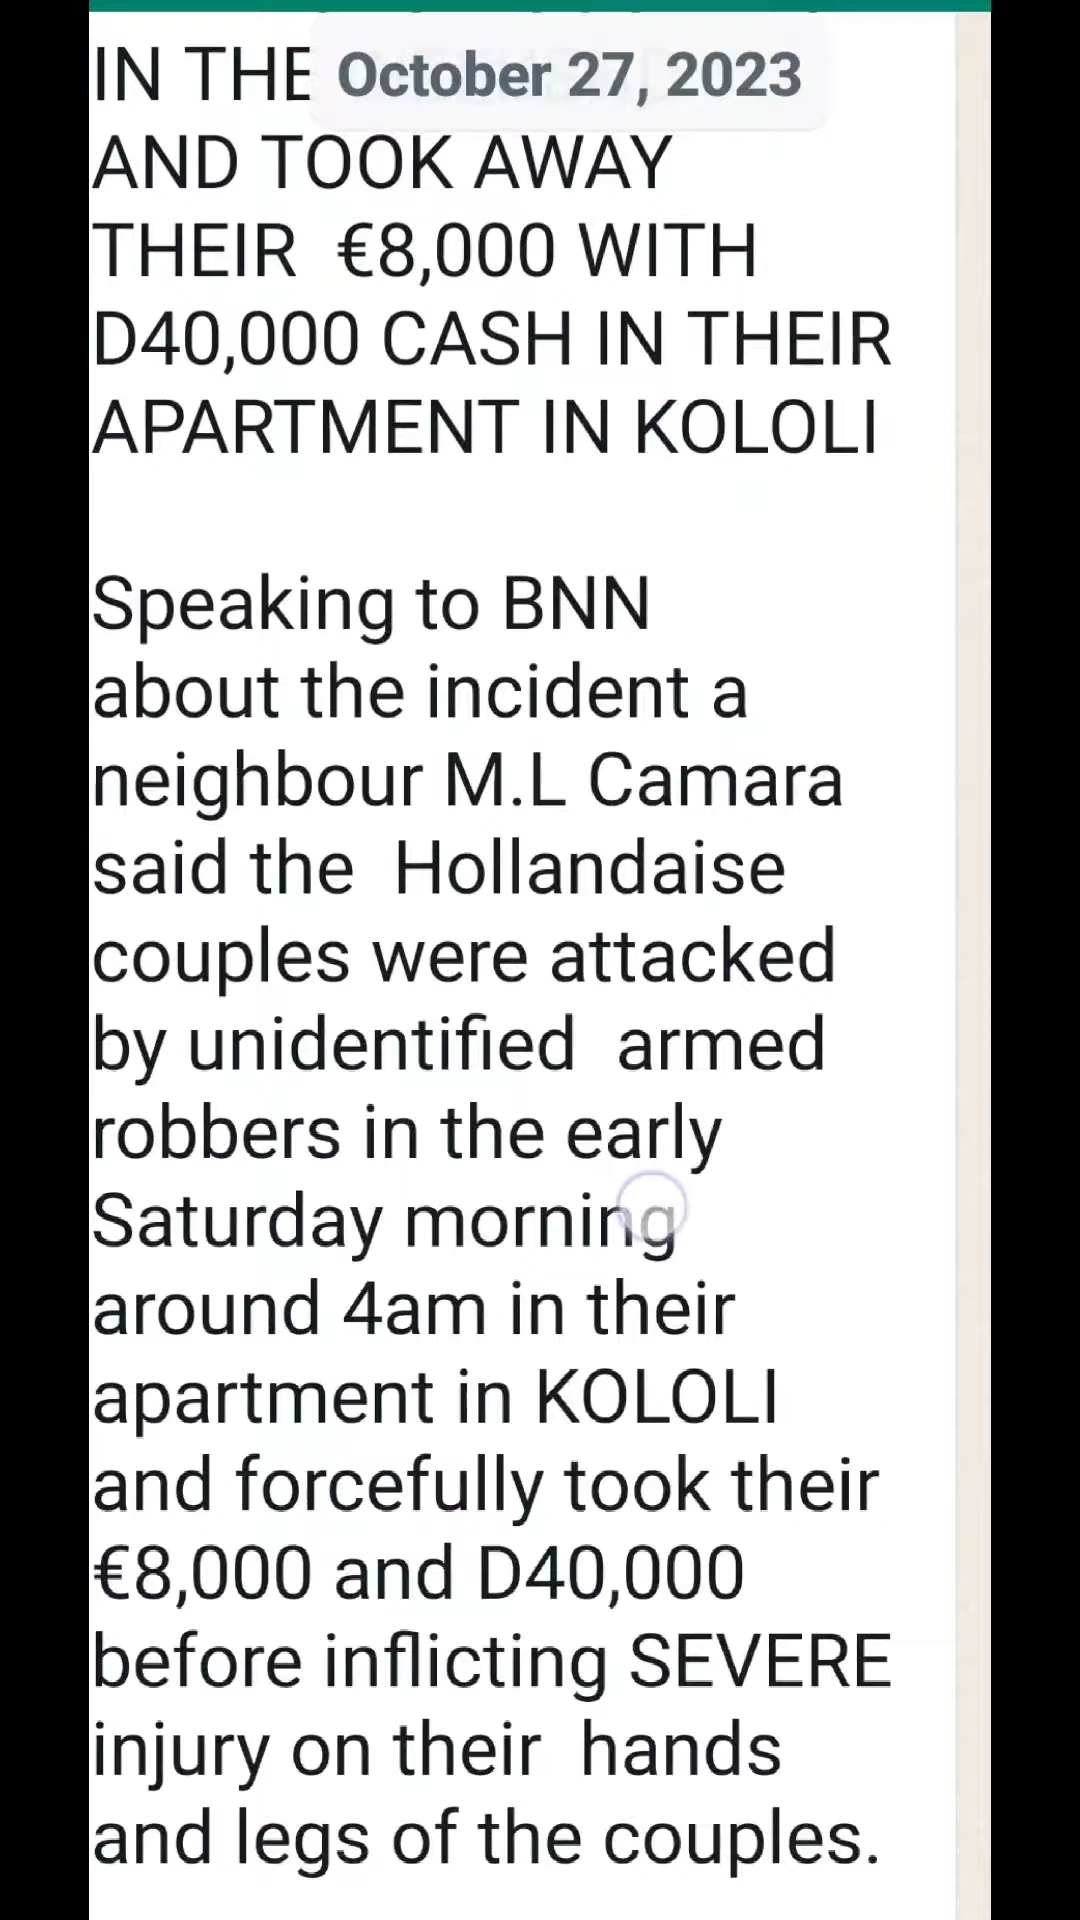 IN THE
October 27, 2023
AND TOOK AWAY
THEIR €8,000 WITH
D40,000 CASH IN THEIR
APARTMENT IN KOLOLI
Speaking to BNN
about the incident a
neighbour M.L Camara
said the Hollandaise
couples were attacked
by unidentified armed
robbers in the early
Saturday morning
around 4am in their
apartment in KOLOLI
and forcefully took their
€8,000 and D40,000
before inflicting SEVERE
injury on their hands
and legs of the couples.